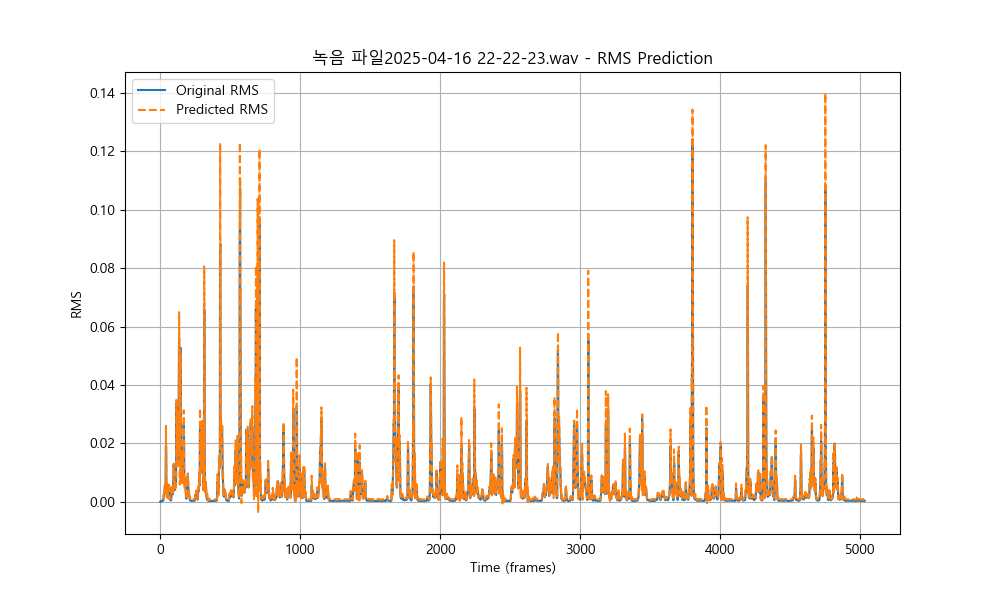 녹음 파일2025-04-16 22-22-23.wav - RMS Prediction
Original RMS
Predicted RMS
0.14
0.12
0.10
0.08
0.06
0.04
0.02
0.00
RMS
0 1000 2000 3000 4000 5000
Time (frames)